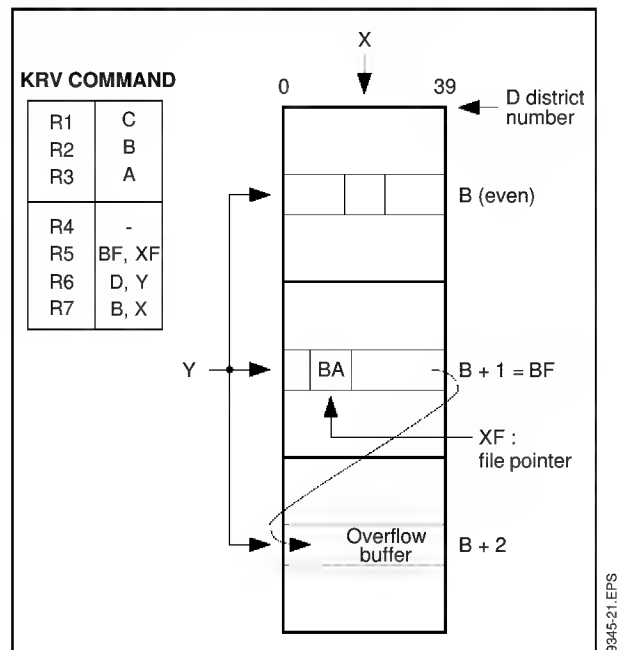 KRV COMMAND
R1 C
R2 B
R3 A
R4 -
R5 BF, XF
R6 D, Y
R7 B, X
X
0 39
D district
number
B (even)
Y
BA
B + 1 = BF
XF :
file pointer
Overflow
buffer
B + 2
9345-21.EPS